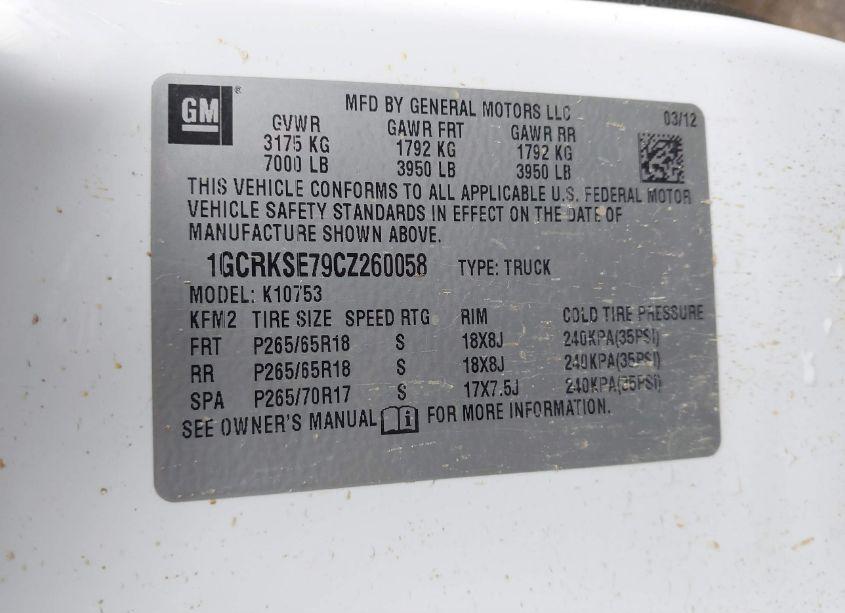 GM ®
MFD BY GENERAL MOTORS LLC 03/12
GVWR GAWR FRT GAWR RR
3175 KG 1792 KG 1792 KG
7000 LB 3950 LB 3950 LB
THIS VEHICLE CONFORMS TO ALL APPLICABLE U.S. FEDERAL MOTOR
VEHICLE SAFETY STANDARDS IN EFFECT ON THE DATE OF
MANUFACTURE SHOWN ABOVE.
1GCRKSE79CZ260058 TYPE: TRUCK
MODEL: K10753
KFM2 TIRE SIZE SPEED RTG RIM COLD TIRE PRESSURE
FRT P265/65R18 S 18X8J 240KPA(35PSI)
RR P265/65R18 S 18X8J 240KPA(35PSI)
SPA P265/70R17 S 17X7.5J 240KPA(35PSI)
SEE OWNER'S MANUAL i FOR MORE INFORMATION.